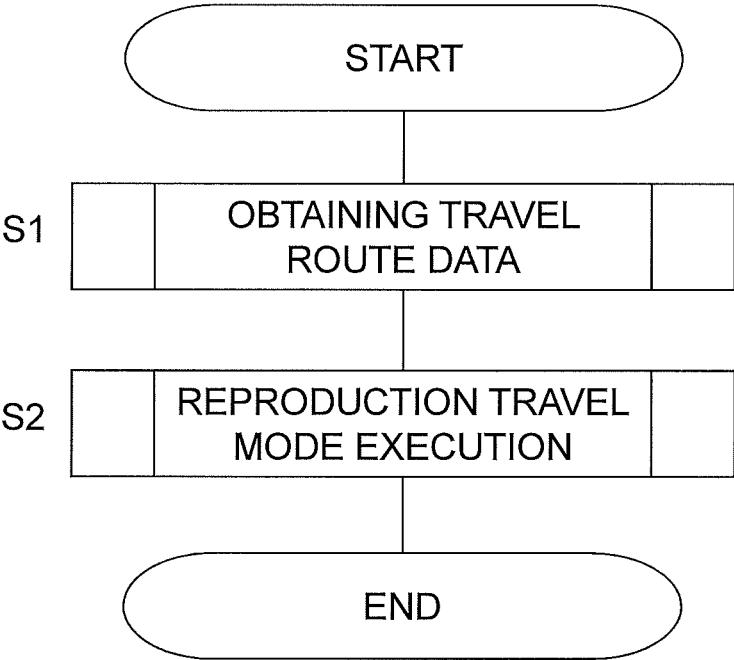 START
S1
OBTAINING TRAVEL
ROUTE DATA
S2
REPRODUCTION TRAVEL
MODE EXECUTION
END